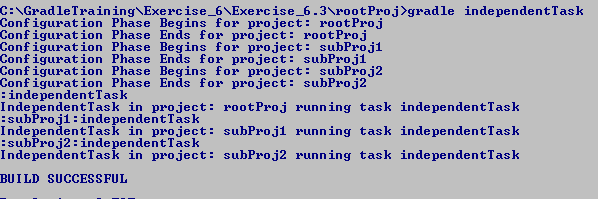 C:\GradleTraining\Exercise_6\Exercise_6.3\rootProj>gradle independentTask
Configuration Phase Begins for project: rootProj
Configuration Phase Ends for project: rootProj
Configuration Phase Begins for project: subProj1
Configuration Phase Ends for project: subProj1
Configuration Phase Begins for project: subProj2
Configuration Phase Ends for project: subProj2
:independentTask
IndependentTask in project: rootProj running task independentTask
:subProj1:independentTask
IndependentTask in project: subProj1 running task independentTask
:subProj2:independentTask
IndependentTask in project: subProj2 running task independentTask
BUILD SUCCESSFUL